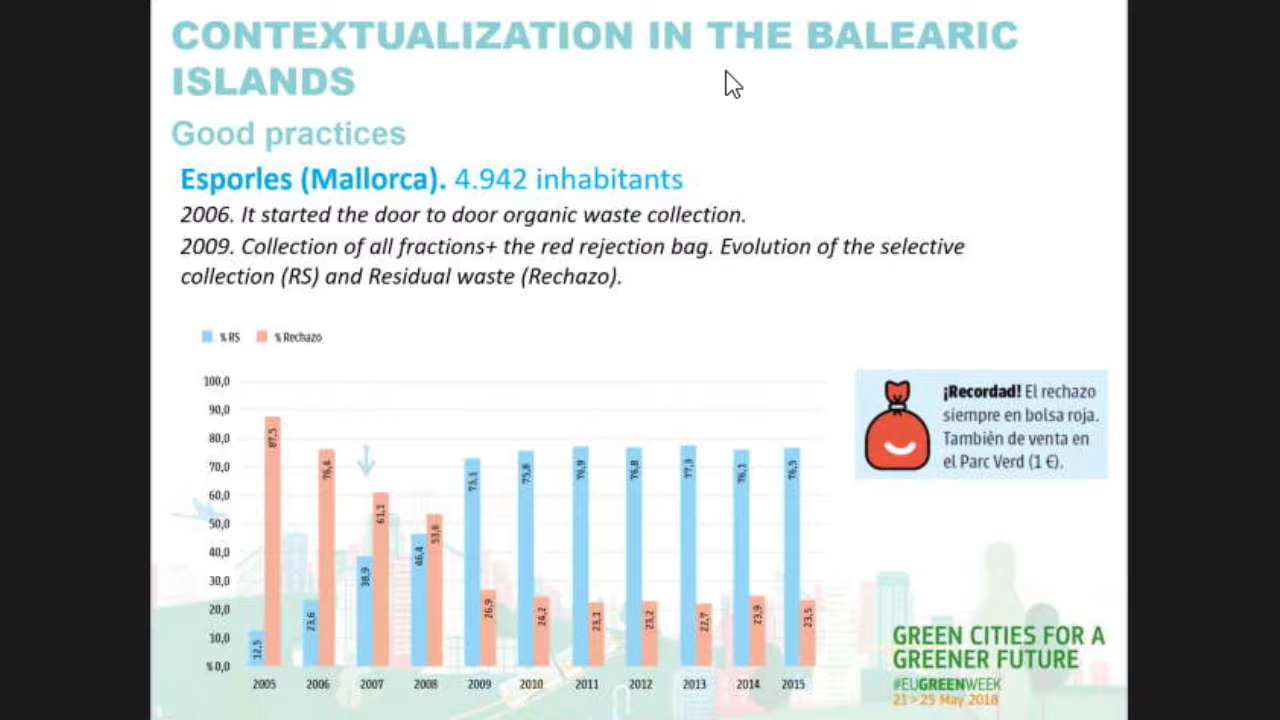 CONTEXTUALIZATION IN THE BALEARIC
ISLANDS
Good practices
Esporles (Mallorca). 4.942 inhabitants
2006. It started the door to door organic waste collection.
2009. Collection of all fractions+ the red rejection bag. Evolution of the selective
collection (RS) and Residual waste (Rechazo).
% RS % Rechazo
100,0
90,0
80,0
70,0
60,0
50,0
40,0
30,0
20,0
10,0
% 0,0
12,5 87,5 23,6 76,4 38,9 61,1 46,4 53,6 73,1 26,9 75,8 24,2 76,9 23,1 76,8 23,2 77,3 22,7 76,1 23,9 76,5 23,5
2005 2006 2007 2008 2009 2010 2011 2012 2013 2014 2015
¡Recordad! El rechazo
siempre en bolsa roja.
También de venta en
el Parc Verd (1 €).
GREEN CITIES FOR A
GREENER FUTURE
#EUGREENWEEK
21 > 25 May 2018